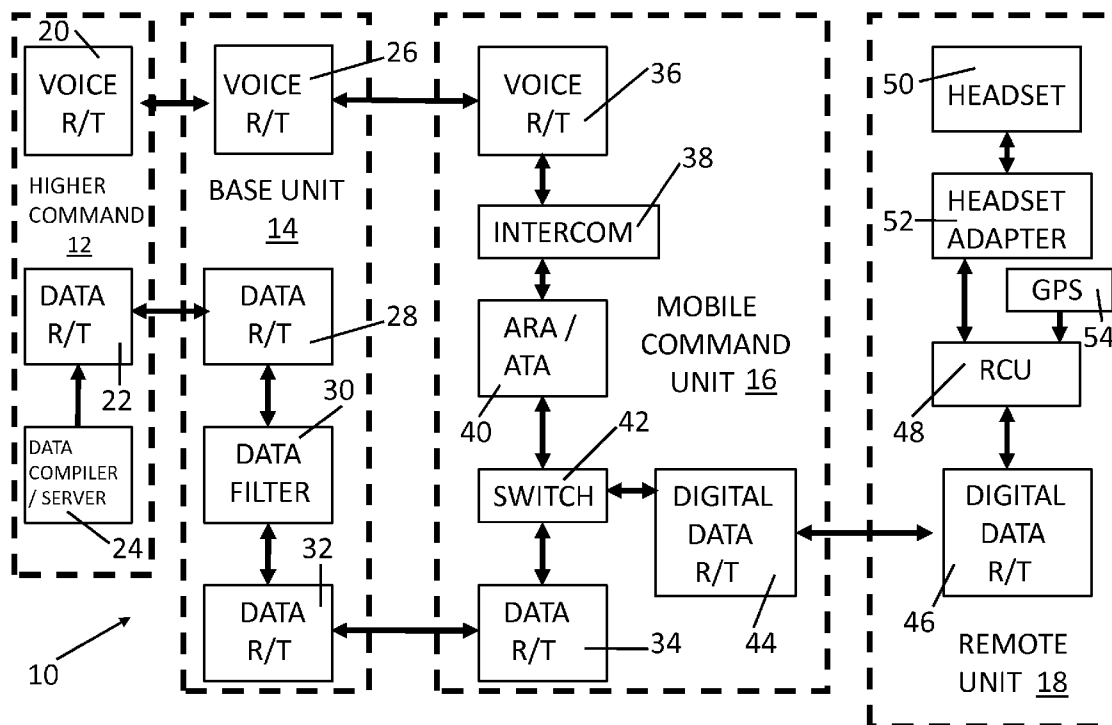 20
VOICE
R/T
HIGHER
COMMAND
12
DATA
R/T
22
DATA
COMPILER
/ SERVER
24
10
26
VOICE
R/T
BASE UNIT
14
DATA
R/T
28
30
DATA
FILTER
32
DATA
R/T
VOICE
R/T
36
38
INTERCOM
ARA /
ATA
40
MOBILE
COMMAND
UNIT 16
42
SWITCH
DIGITAL
DATA
R/T
44
DATA
R/T
34
50
HEADSET
52
HEADSET
ADAPTER
GPS
54
RCU
48
DIGITAL
DATA
R/T
46
REMOTE
UNIT 18